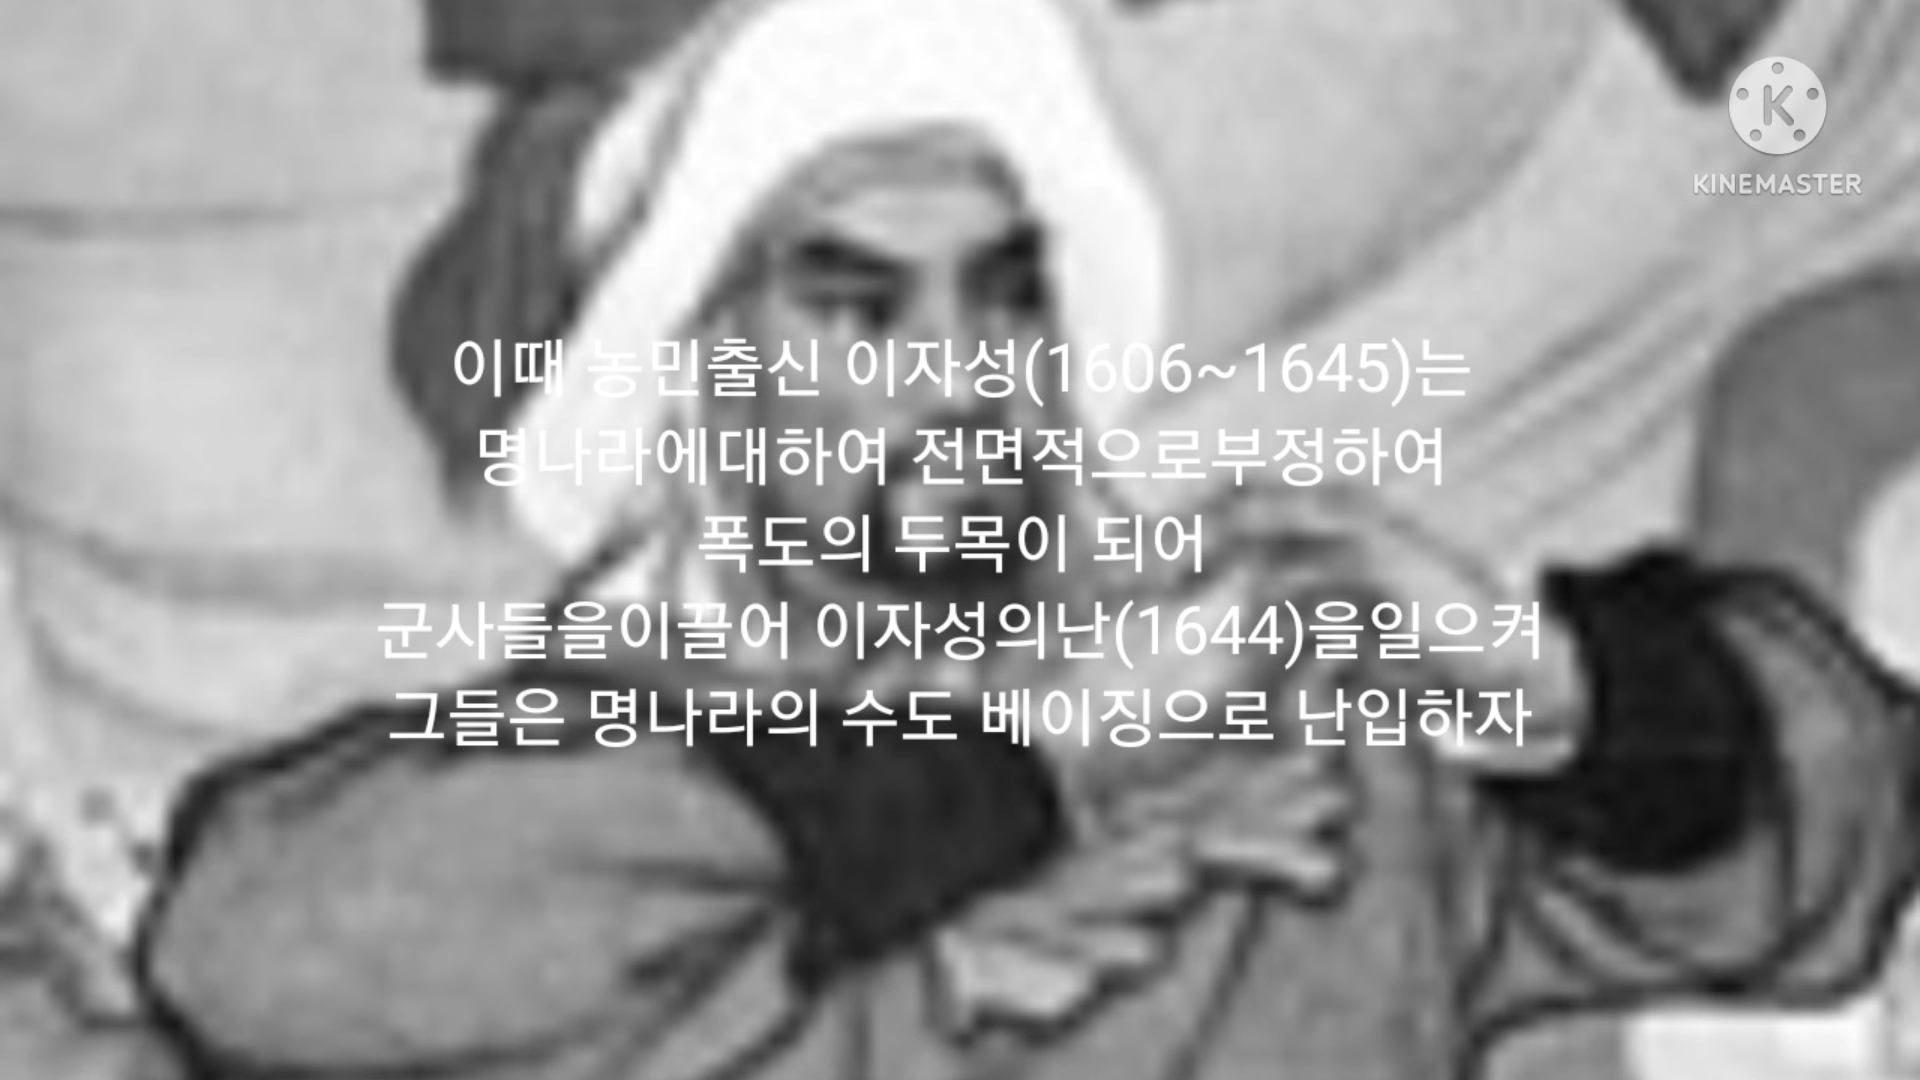 KINEMASTER
이때 농민출신 이자성(1606~1645)는
명나라에대하여 전면적으로부정하여
폭도의 두목이 되어
군사들을이끌어 이자성의난(1644)을일으켜
그들은 명나라의 수도 베이징으로 난입하자